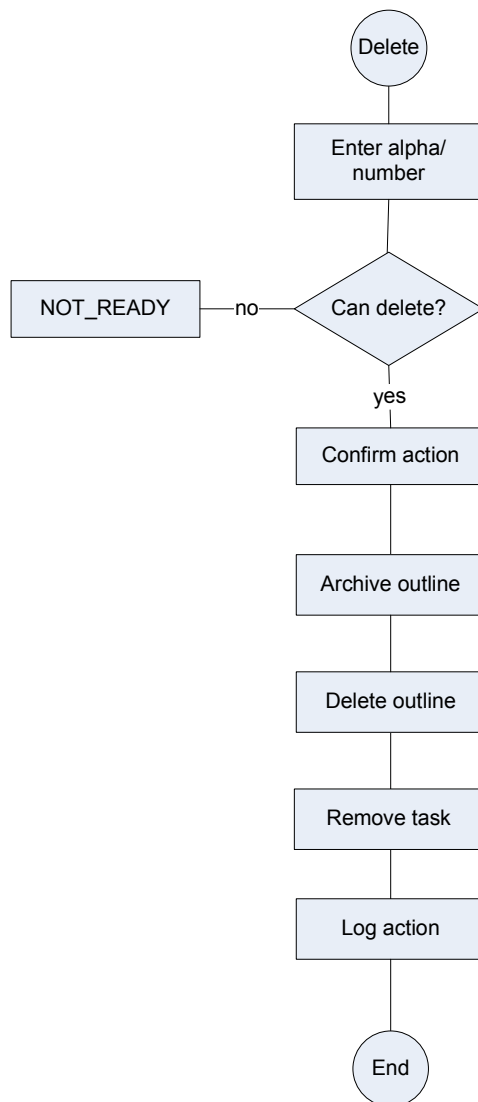 Delete
Enter alpha/
number
NOT_READY
no
Can delete?
yes
Confirm action
Archive outline
Delete outline
Remove task
Log action
End